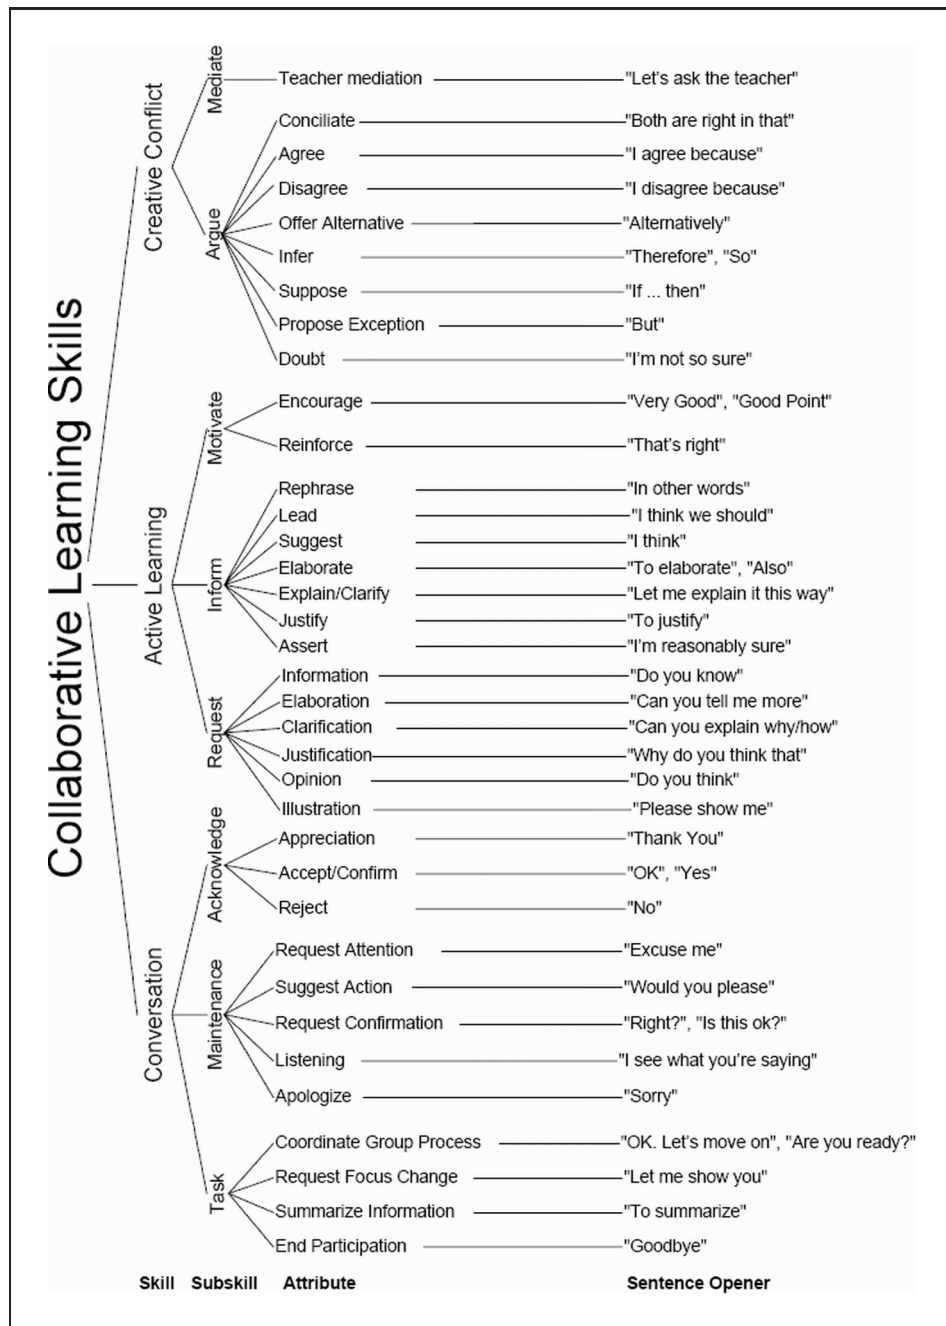 Collaborative Learning Skills
Creative Conflict
Mediate
Teacher mediation "Let's ask the teacher"
Argue
Conciliate "Both are right in that"
Agree "I agree because"
Disagree "I disagree because"
Offer Alternative "Alternatively"
Infer "Therefore", "So"
Suppose "If ... then"
Propose Exception "But"
Doubt "I'm not so sure"
Active Learning
Motivate
Encourage "Very Good", "Good Point"
Reinforce "That's right"
Inform
Rephrase "In other words"
Lead "I think we should"
Suggest "I think"
Elaborate "To elaborate", "Also"
Explain/Clarify "Let me explain it this way"
Justify "To justify"
Assert "I'm reasonably sure"
Request
Information "Do you know"
Elaboration "Can you tell me more"
Clarification "Can you explain why/how"
Justification "Why do you think that"
Opinion "Do you think"
Illustration "Please show me"
Conversation
Acknowledge
Appreciation "Thank You"
Accept/Confirm "OK", "Yes"
Reject "No"
Maintenance
Request Attention "Excuse me"
Suggest Action "Would you please"
Request Confirmation "Right?", "Is this ok?"
Listening "I see what you're saying"
Apologize "Sorry"
Task
Coordinate Group Process "OK. Let's move on", "Are you ready?"
Request Focus Change "Let me show you"
Summarize Information "To summarize"
End Participation "Goodbye"
Skill Subskill Attribute Sentence Opener